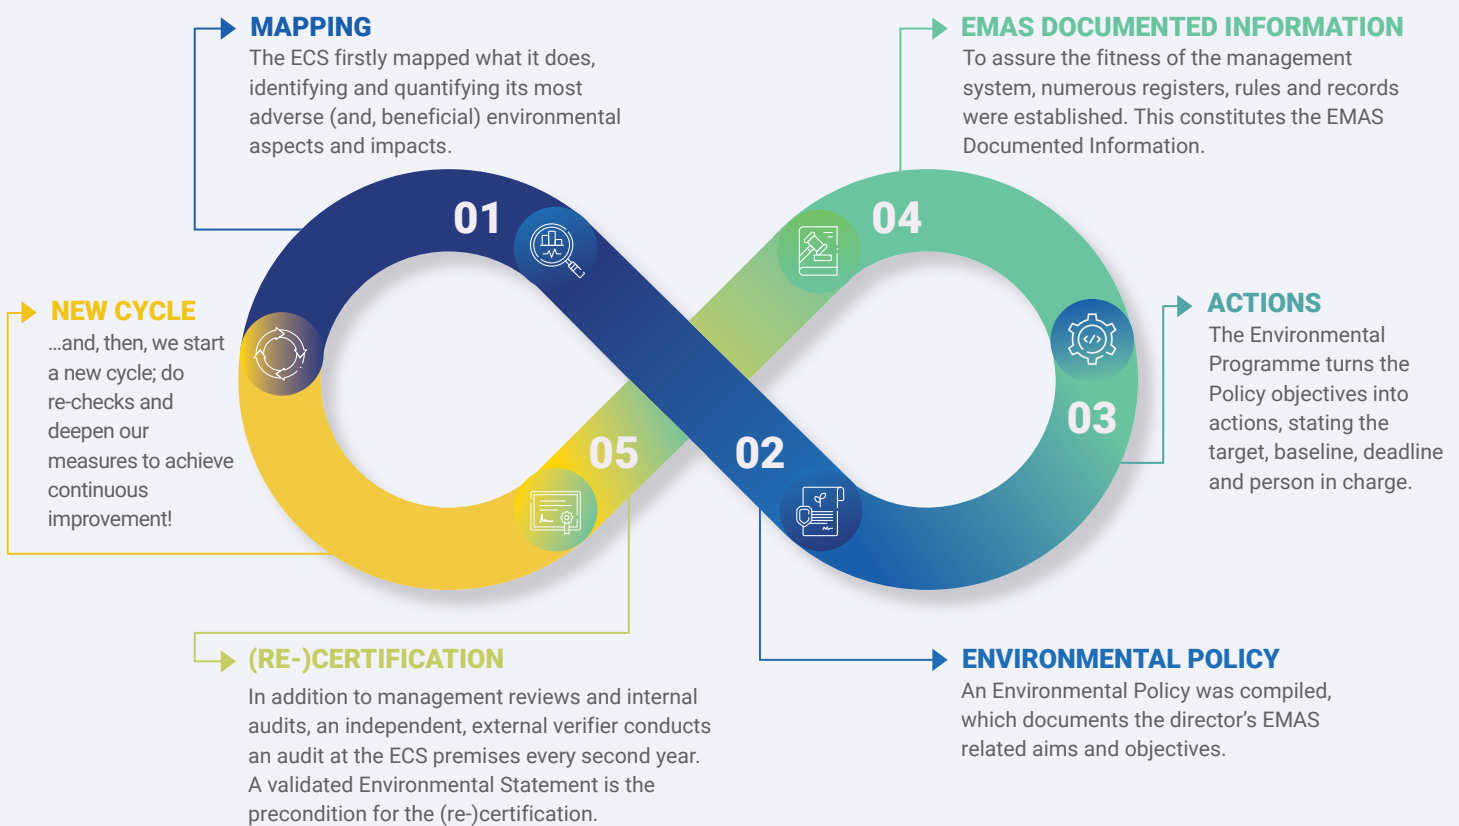 MAPPING
The ECS firstly mapped what it does,
identifying and quantifying its most
adverse (and, beneficial) environmental
aspects and impacts.
EMAS DOCUMENTED INFORMATION
To assure the fitness of the management
system, numerous registers, rules and records
were established. This constitutes the EMAS
Documented Information.
01
04
NEW CYCLE
...and, then, we start
a new cycle; do
re-checks and
deepen our
measures to achieve
continuous
improvement!
ACTIONS
The Environmental
Programme turns the
Policy objectives into
actions, stating the
target, baseline, deadline
and person in charge.
</>
03
05
02
(RE-)CERTIFICATION
In addition to management reviews and internal
audits, an independent, external verifier conducts
an audit at the ECS premises every second year.
A validated Environmental Statement is the
precondition for the (re-)certification.
ENVIRONMENTAL POLICY
An Environmental Policy was compiled,
which documents the director’s EMAS
related aims and objectives.